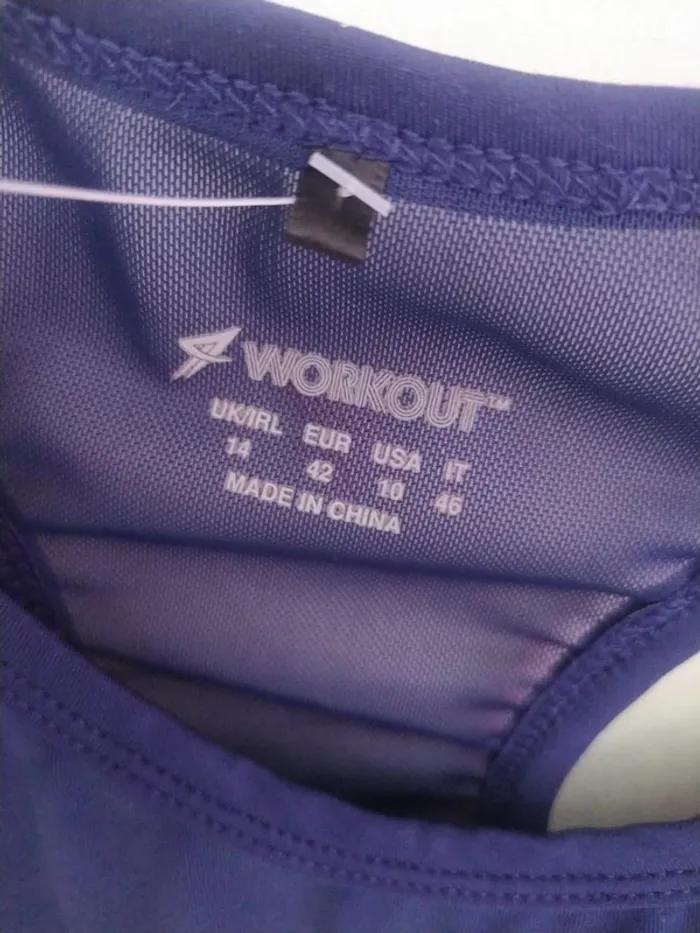 WORKOUT™
UK/IRL EUR USA IT
14 42 10 46
MADE IN CHINA